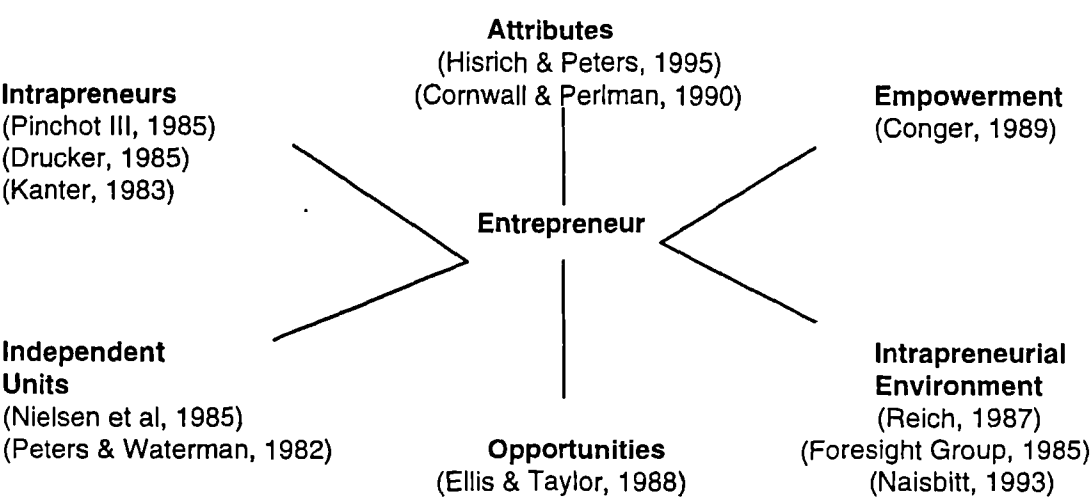 Attributes
(Hisrich & Peters, 1995)
(Cornwall & Perlman, 1990)
Intrapreneurs
(Pinchot III, 1985)
(Drucker, 1985)
(Kanter, 1983)
Empowerment
(Conger, 1989)
Entrepreneur
Independent
Units
(Nielsen et al, 1985)
(Peters & Waterman, 1982)
Opportunities
(Ellis & Taylor, 1988)
Intrapreneurial
Environment
(Reich, 1987)
(Foresight Group, 1985)
(Naisbitt, 1993)